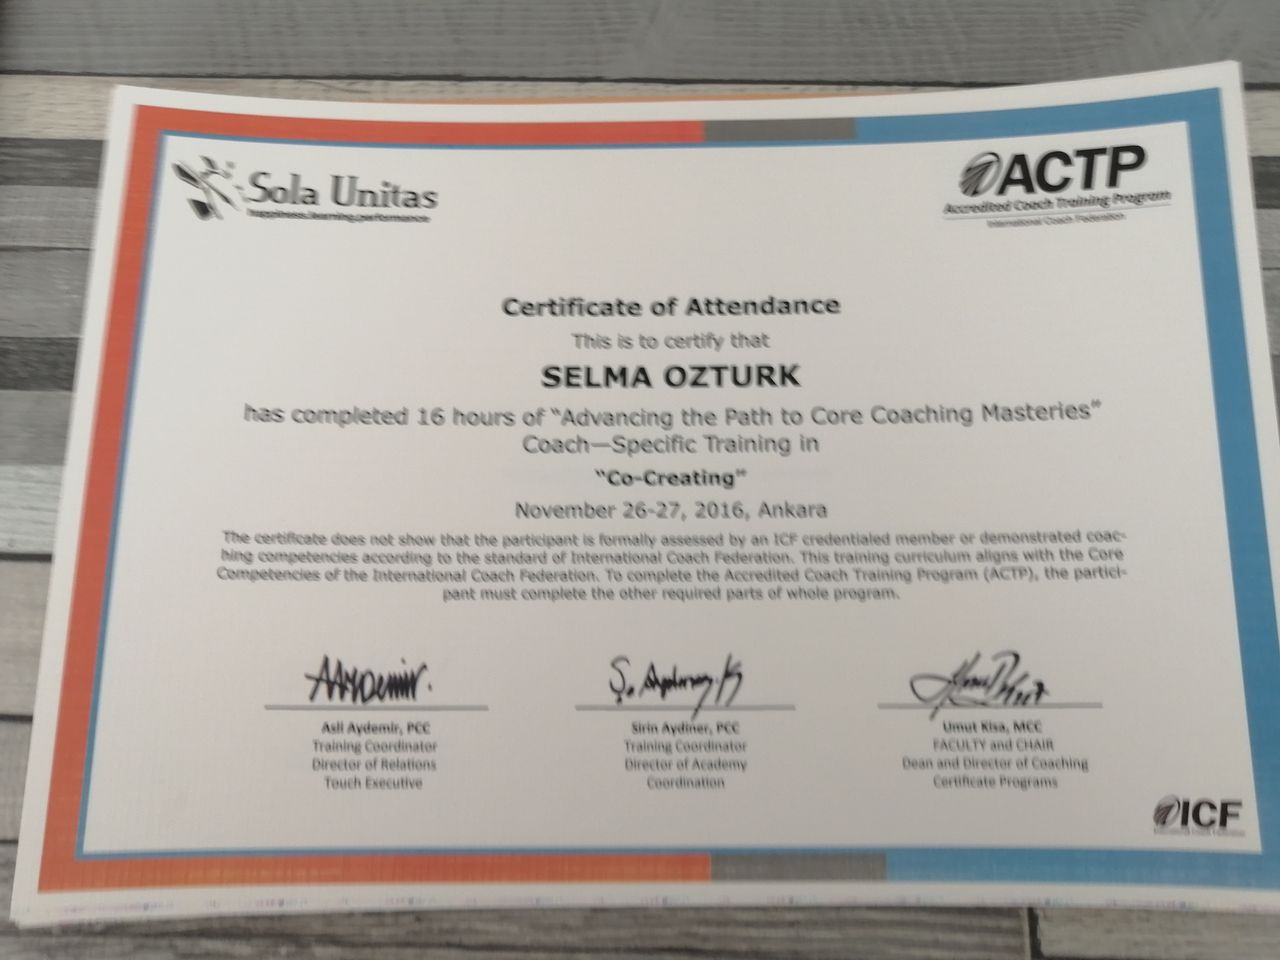 Sola Unitas
happiness.learning.performance
ACTP
Accredited Coach Training Program
International Coach Federation
Certificate of Attendance
This is to certify that
SELMA OZTURK
has completed 16 hours of “Advancing the Path to Core Coaching Masteries”
Coach—Specific Training in
“Co-Creating”
November 26-27, 2016, Ankara
The certificate does not show that the participant is formally assessed by an ICF credentialed member or demonstrated coac-
hing competencies according to the standard of International Coach Federation. This training curriculum aligns with the Core
Competencies of the International Coach Federation. To complete the Accredited Coach Training Program (ACTP), the partici-
pant must complete the other required parts of whole program.
Asli Aydemir, PCC
Training Coordinator
Director of Relations
Touch Executive
Sirin Aydiner, PCC
Training Coordinator
Director of Academy
Coordination
Umut Kisa, MCC
FACULTY and CHAIR
Dean and Director of Coaching
Certificate Programs
ICF